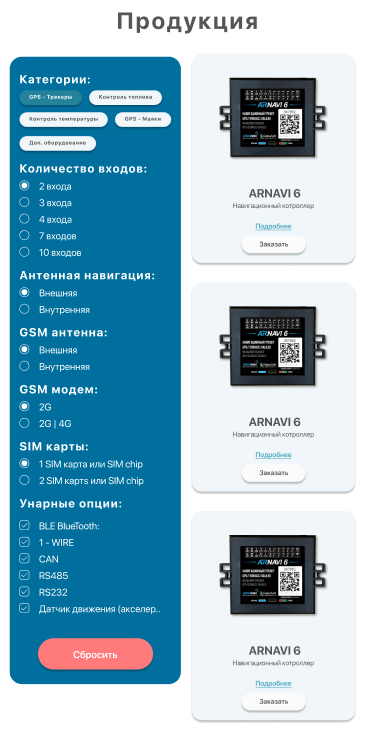 Продукция
Категории:
GPS - Трекеры
Контроль топлива
Контроль температуры
GPS - Маяки
Доп. оборудование
Количество входов:
2 входа
3 входа
4 входа
7 входов
10 входов
Антенная навигация:
Внешняя
Внутренняя
GSM антенна:
Внешняя
Внутренняя
GSM модем:
2G
2G | 4G
SIM карты:
1 SIM карта или SIM chip
2 SIM карта или SIM chip
Унарные опции:
BLE BlueTooth:
1 - WIRE
CAN
RS485
RS232
Датчик движения (акселер..
Сбросить
ARNAVI 6
ARNAVI 6
Навигационный котроллер
Подробнее
Заказать
ARNAVI 6
ARNAVI 6
Навигационный котроллер
Подробнее
Заказать
ARNAVI 6
ARNAVI 6
Навигационный котроллер
Подробнее
Заказать